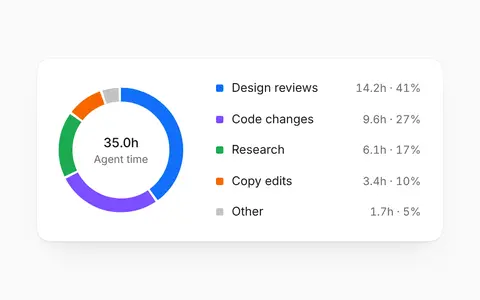 35.0h
Agent time
Design reviews 14.2h · 41%
Code changes 9.6h · 27%
Research 6.1h · 17%
Copy edits 3.4h · 10%
Other 1.7h · 5%